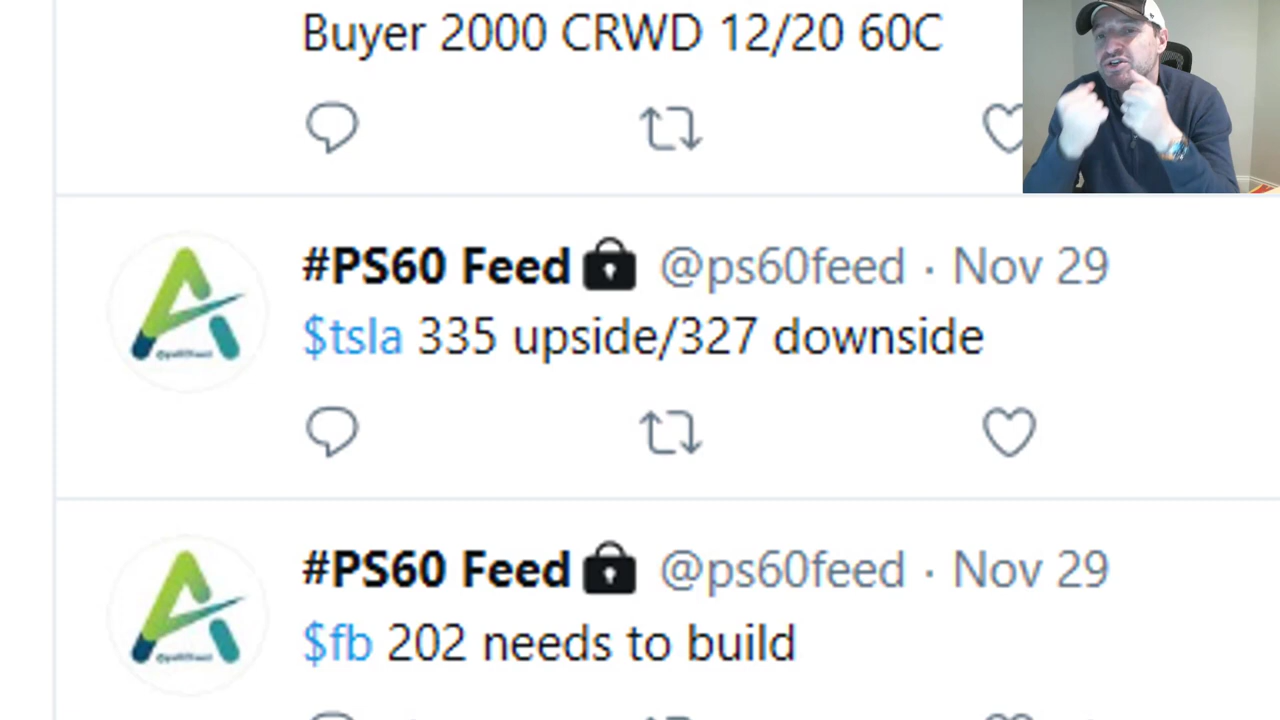 Buyer 2000 CRWD 12/20 60C
#PS60 Feed @ps60feed · Nov 29
$tsla 335 upside/327 downside
#PS60 Feed @ps60feed · Nov 29
$fb 202 needs to build